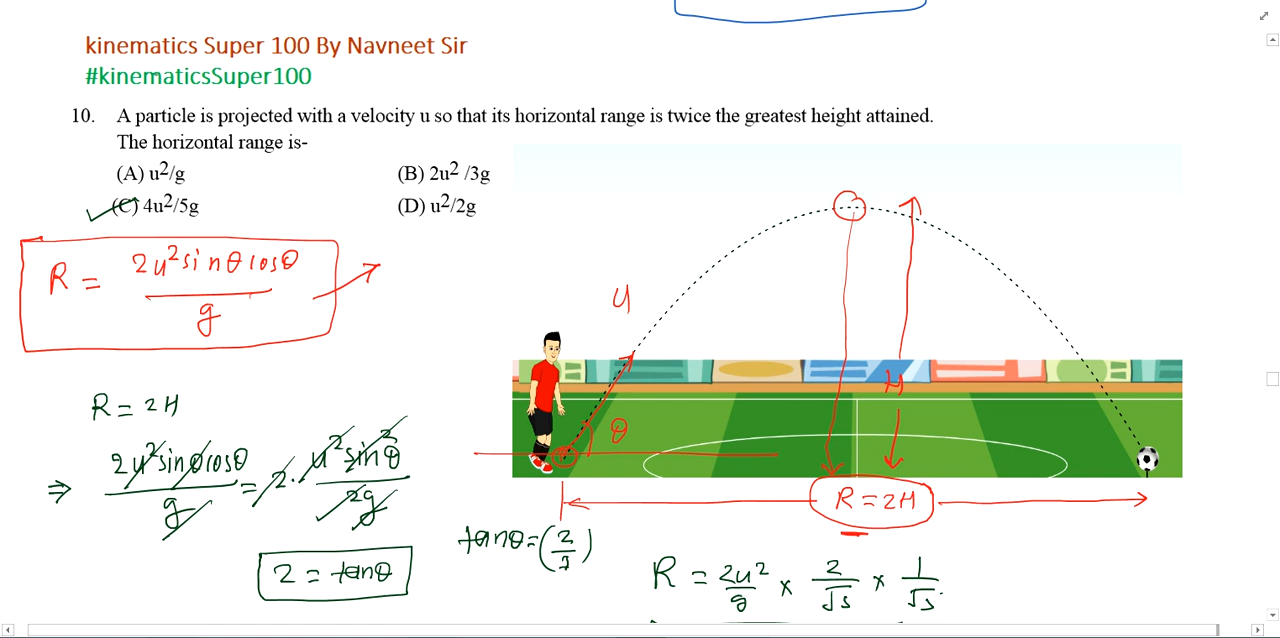 kinematics Super 100 By Navneet Sir
#kinematicsSuper100
10. A particle is projected with a velocity u so that its horizontal range is twice the greatest height attained.
The horizontal range is-
(A) u²/g (B) 2u² /3g
(C) 4u²/5g (D) u²/2g
R = 2u²sinθcosθ / g
u
H
θ
R = 2H
R = 2H
⇒ 2u²sinθcosθ / g = 2. u²sin²θ / 2g
tanθ = (2/1)
2 = tanθ
R = 2u²/g × 2/√5 × 1/√5